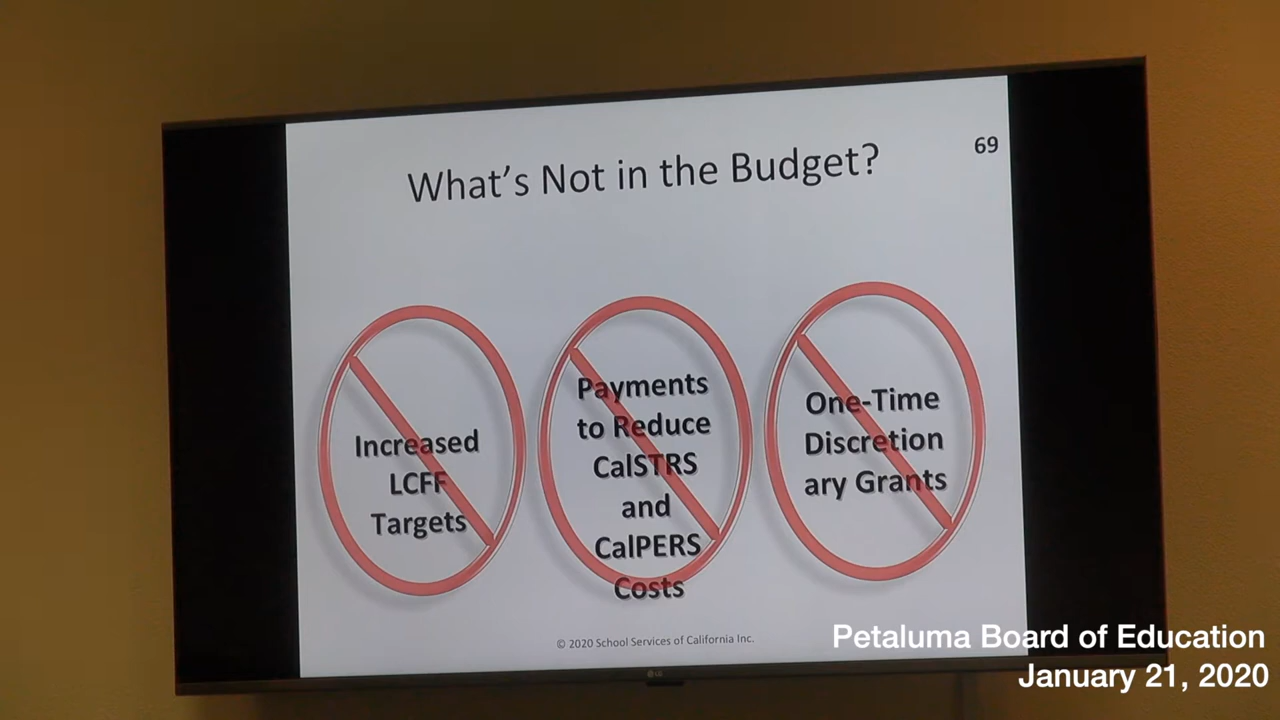 What's Not in the Budget?
69
Increased
LCFF
Targets
Payments
to Reduce
CalSTRS
and
CalPERS
Costs
One-Time
Discretion
ary Grants
© 2020 School Services of California Inc.
LG
Petaluma Board of Education
January 21, 2020